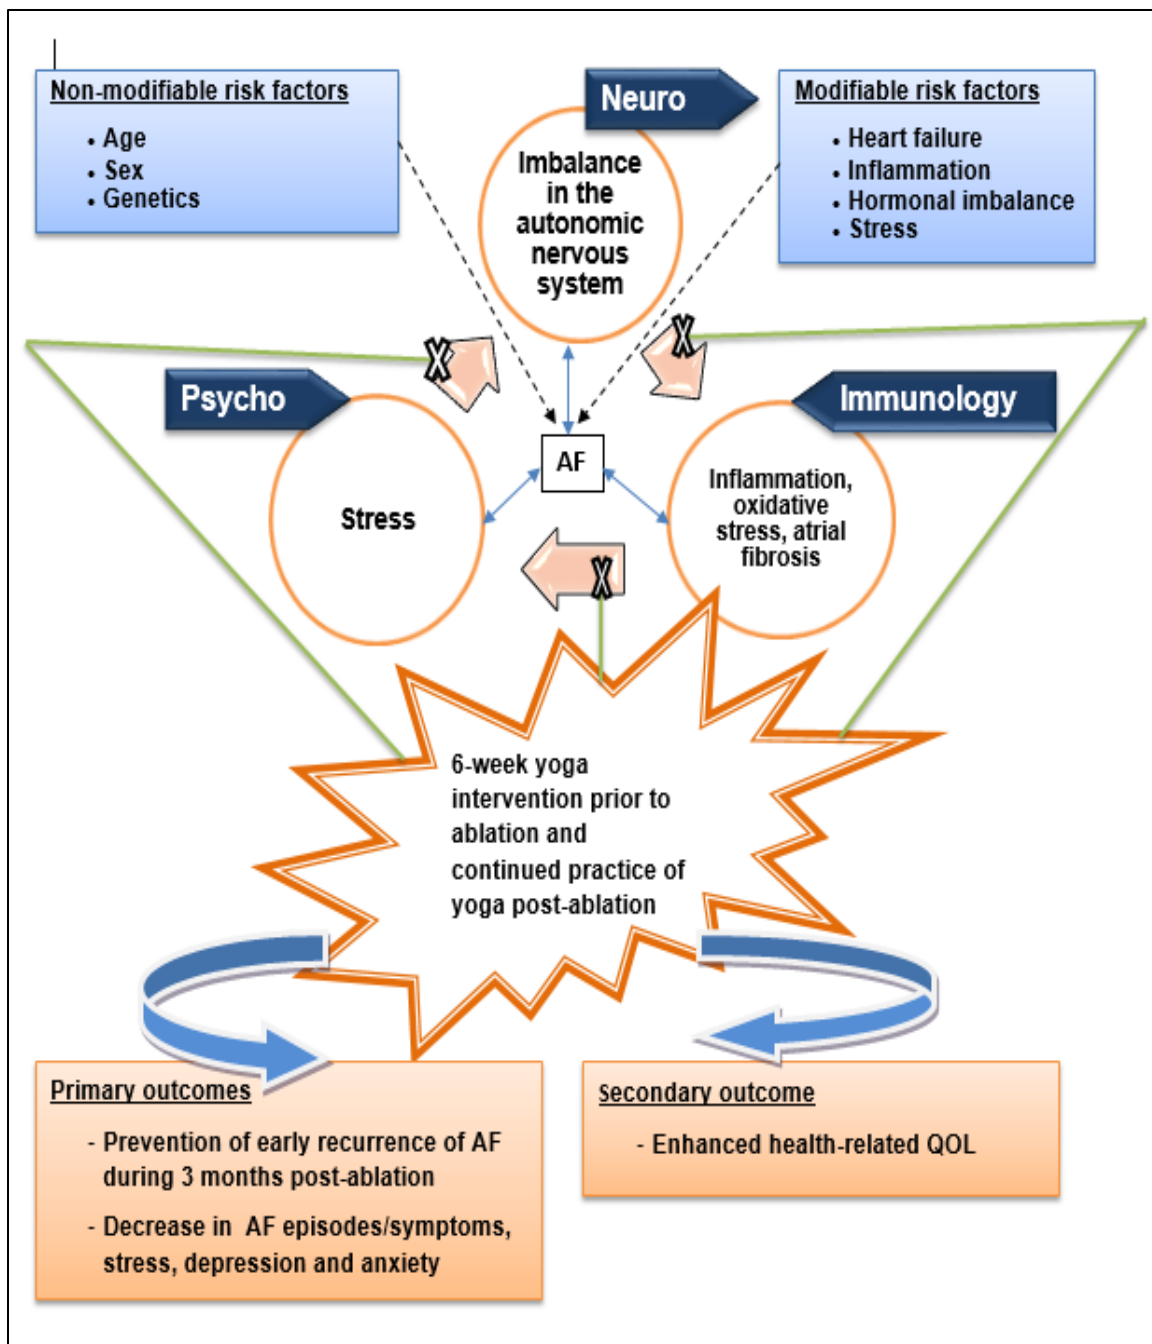 Non-modifiable risk factors
• Age
• Sex
• Genetics
Neuro
Modifiable risk factors
• Heart failure
• Inflammation
• Hormonal imbalance
• Stress
Imbalance
in the
autonomic
nervous
system
X
X
Psycho
Immunology
AF
Stress
Inflammation,
oxidative
stress, atrial
fibrosis
X
6-week yoga
intervention prior to
ablation and
continued practice of
yoga post-ablation
Primary outcomes
- Prevention of early recurrence of AF
during 3 months post-ablation
- Decrease in AF episodes/symptoms,
stress, depression and anxiety
Secondary outcome
- Enhanced health-related QOL